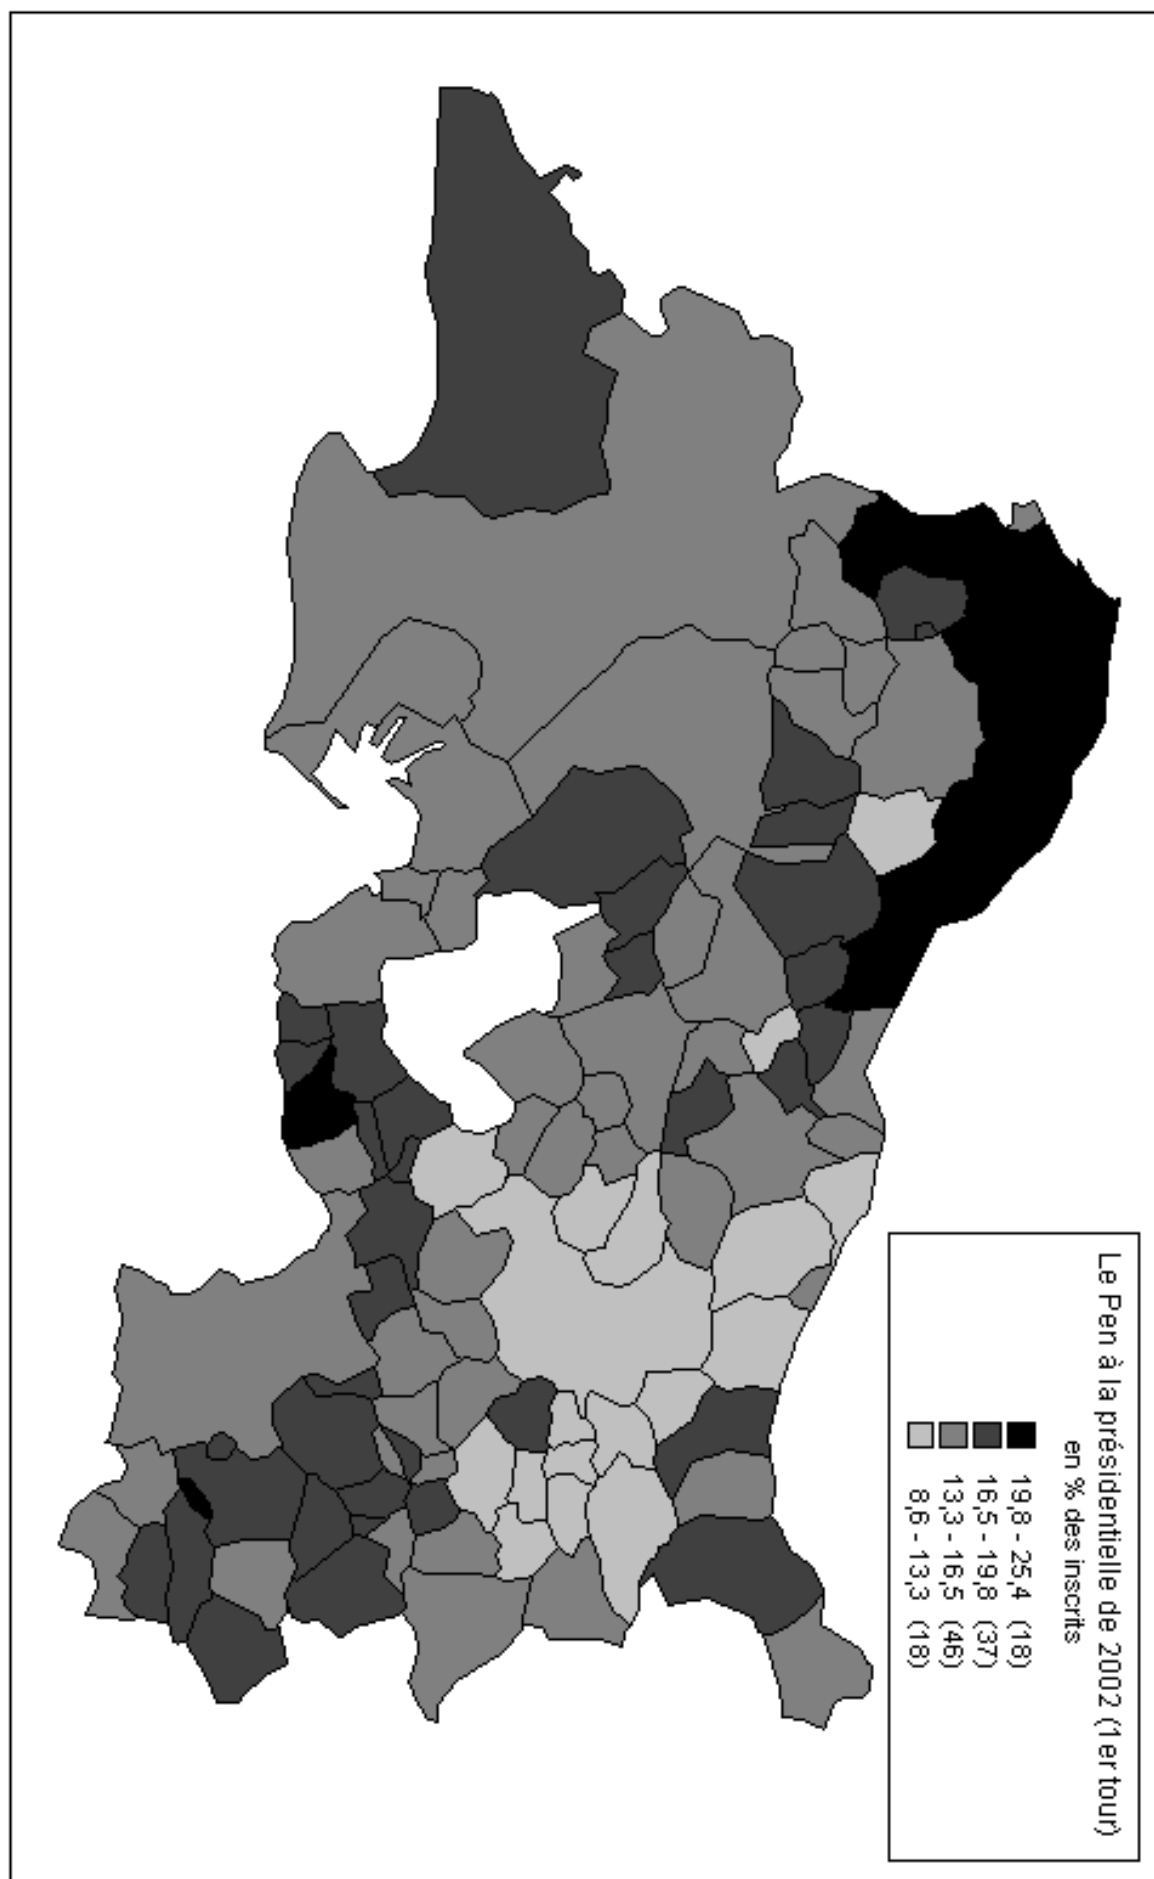 Le Pen à la présidentielle de 2002 (1er tour)
en % des inscrits
19,8 - 25,4 (18)
16,5 - 19,8 (37)
13,3 - 16,5 (46)
8,6 - 13,3 (18)